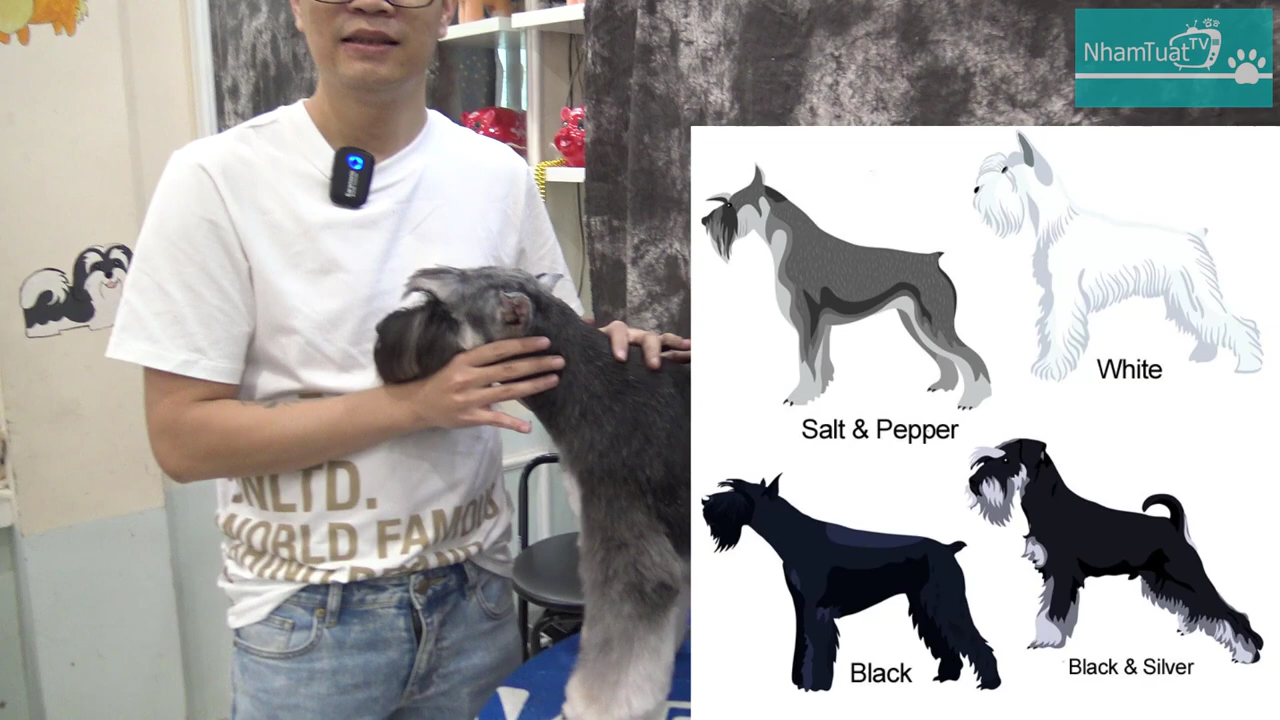 NhamTuatTV
White
Salt & Pepper
Black
Black & Silver
LTD.
WORLD FAMOUS